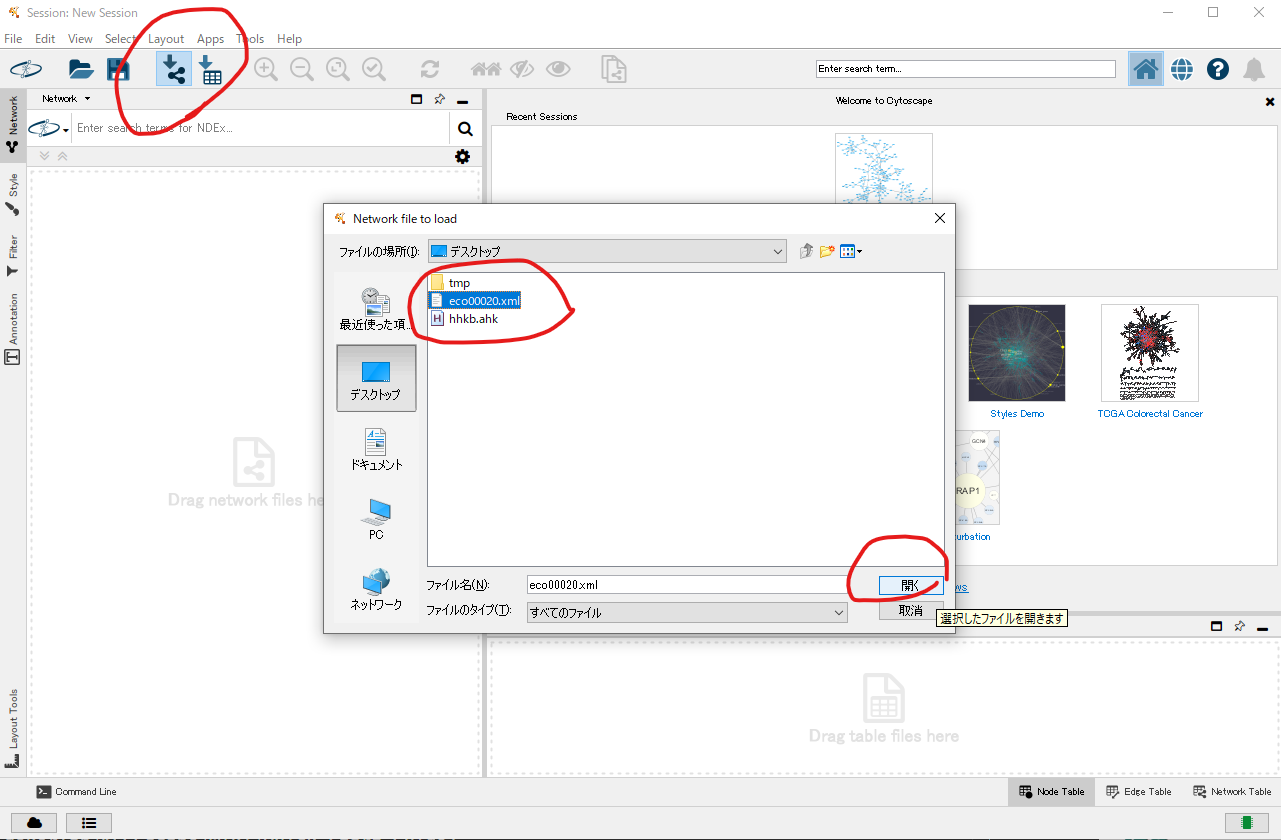 Session: New Session
File Edit View Select Layout Apps Tools Help
Enter search term...
Network
Welcome to Cytoscape
Enter search terms for NDEx...
Recent Sessions
Network
Style
Filter
Annotation
Layout Tools
Network file to load
ファイルの場所(I):
デスクトップ
最近使った項...
デスクトップ
ドキュメント
PC
ネットワーク
tmp
eco00020.xml
hhkb.ahk
ファイル名(N):
eco00020.xml
開く
ファイルのタイプ(T):
すべてのファイル
取消
選択したファイルを開きます
Styles Demo
TCGA Colorectal Cancer
GCN4
RAP1
urbation
ws
Drag network files he
Drag table files here
Command Line
Node Table
Edge Table
Network Table